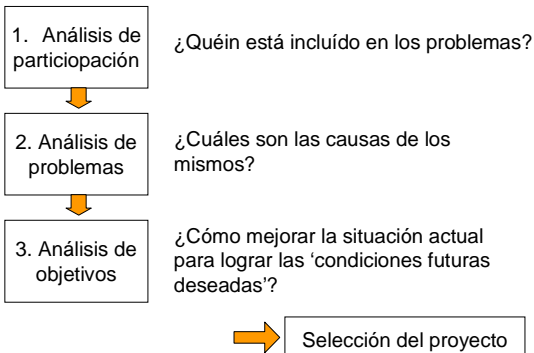 1. Análisis de
particiopación
¿Quéin está incluído en los problemas?
2. Análisis de
problemas
¿Cuáles son las causas de los
mismos?
3. Análisis de
objetivos
¿Cómo mejorar la situación actual
para lograr las ‘condiciones futuras
deseadas’?
Selección del proyecto